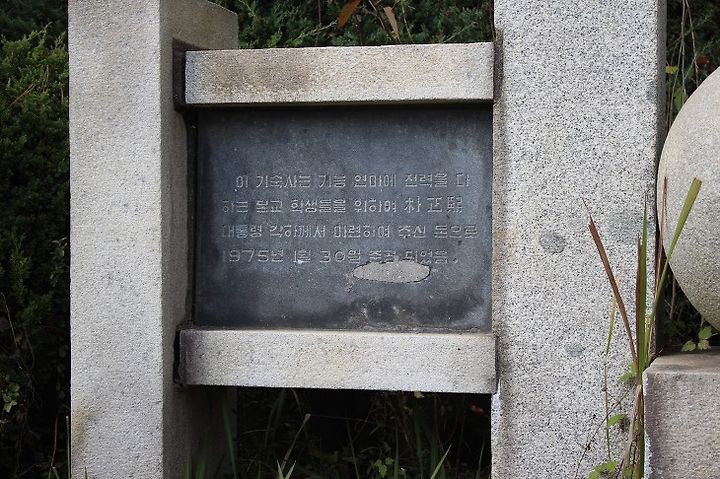 이 기숙사는 기능 연마에 전력을 다
하는 본교 학생들을 위하여 朴正熙
대통령 각하께서 마련하여 주신 돈으로
1975년 1월 30일 준공 되었음.